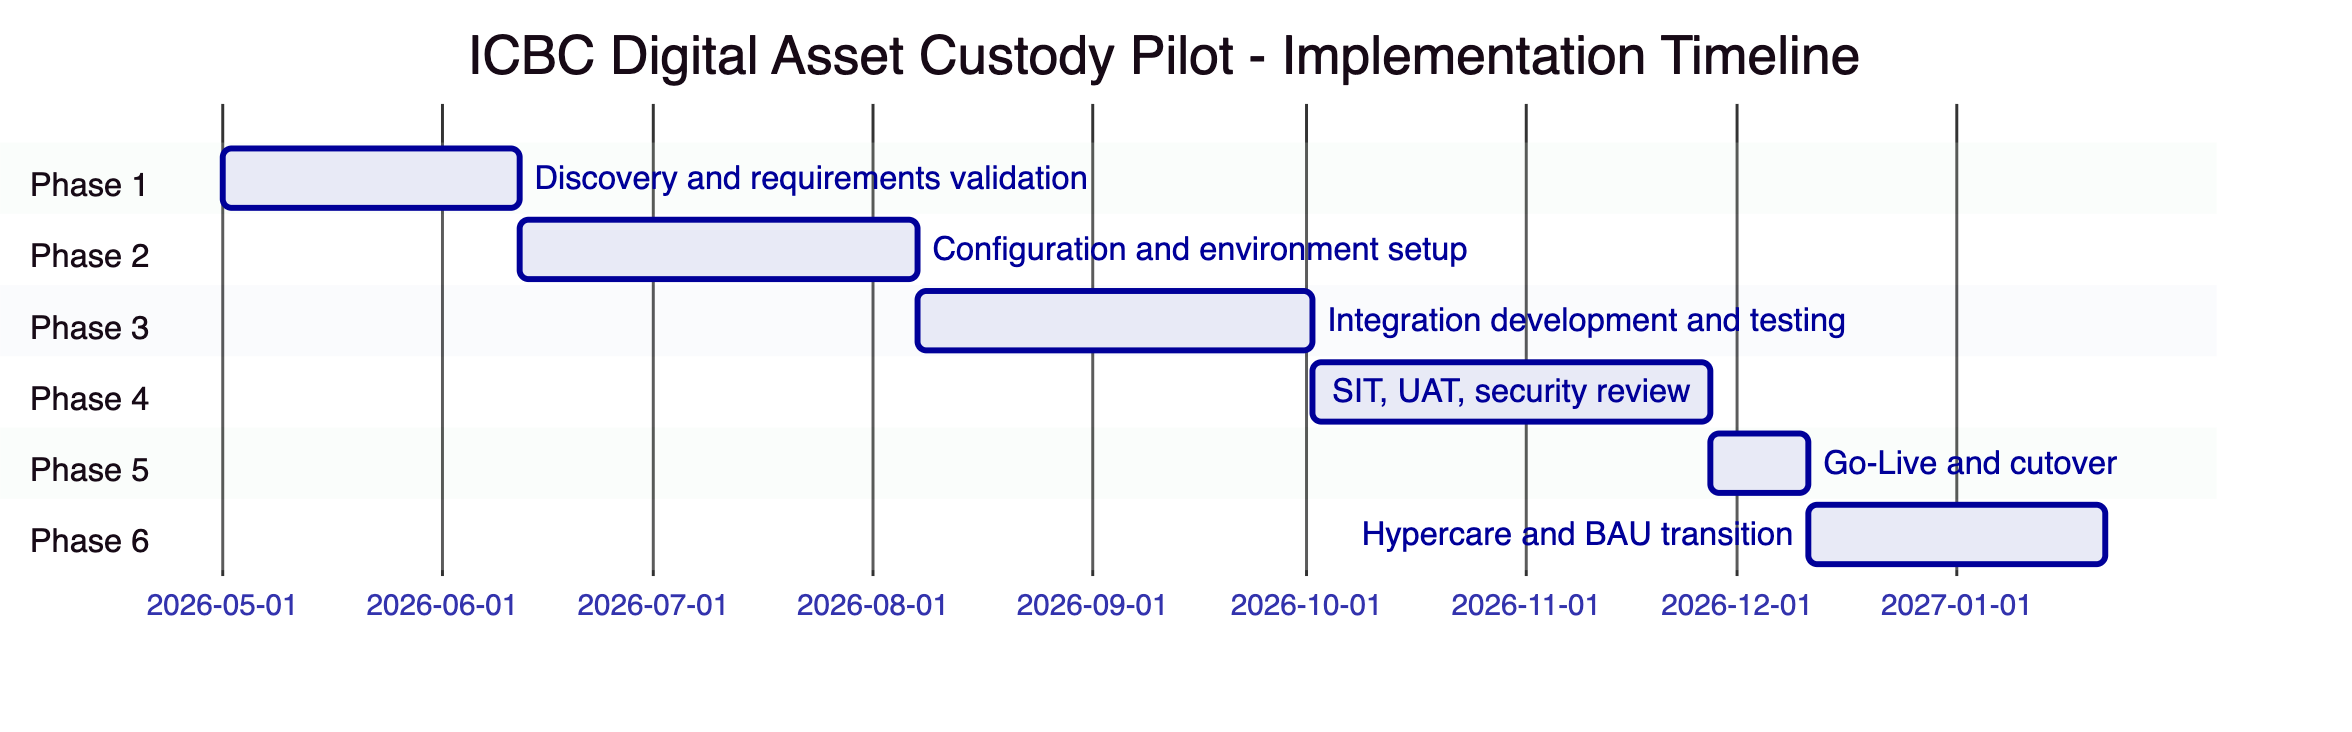 ICBC Digital Asset Custody Pilot - Implementation Timeline
Phase 1
Discovery and requirements validation
Phase 2
Configuration and environment setup
Phase 3
Integration development and testing
Phase 4
SIT, UAT, security review
Phase 5
Go-Live and cutover
Phase 6
Hypercare and BAU transition
2026-05-01
2026-06-01
2026-07-01
2026-08-01
2026-09-01
2026-10-01
2026-11-01
2026-12-01
2027-01-01